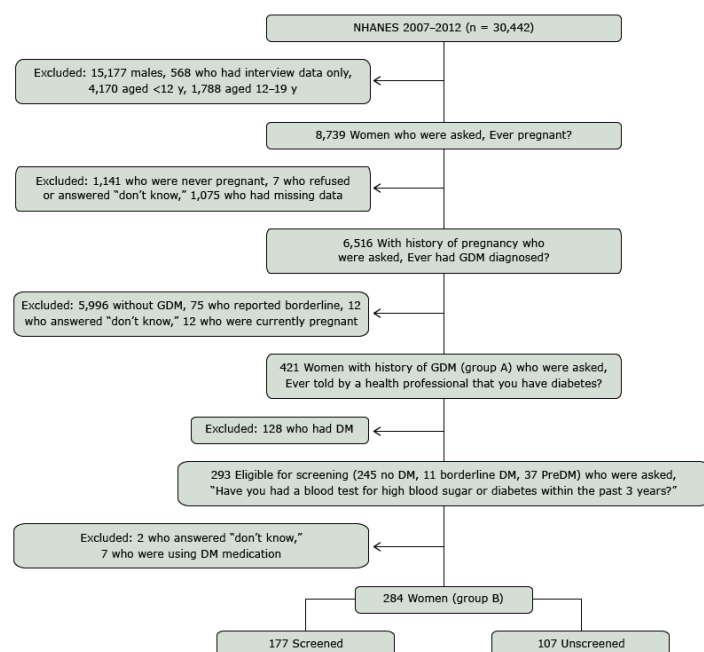 NHANES 2007–2012 (n = 30,442)
Excluded: 15,177 males, 568 who had interview data only,
4,170 aged <12 y, 1,788 aged 12–19 y
8,739 Women who were asked, Ever pregnant?
Excluded: 1,141 who were never pregnant, 7 who refused
or answered “don’t know,” 1,075 who had missing data
6,516 With history of pregnancy who
were asked, Ever had GDM diagnosed?
Excluded: 5,996 without GDM, 75 who reported borderline, 12
who answered “don’t know,” 12 who were currently pregnant
421 Women with history of GDM (group A) who were asked,
Ever told by a health professional that you have diabetes?
Excluded: 128 who had DM
293 Eligible for screening (245 no DM, 11 borderline DM, 37 PreDM) who were asked,
“Have you had a blood test for high blood sugar or diabetes within the past 3 years?”
Excluded: 2 who answered “don’t know,”
7 who were using DM medication
284 Women (group B)
177 Screened
107 Unscreened